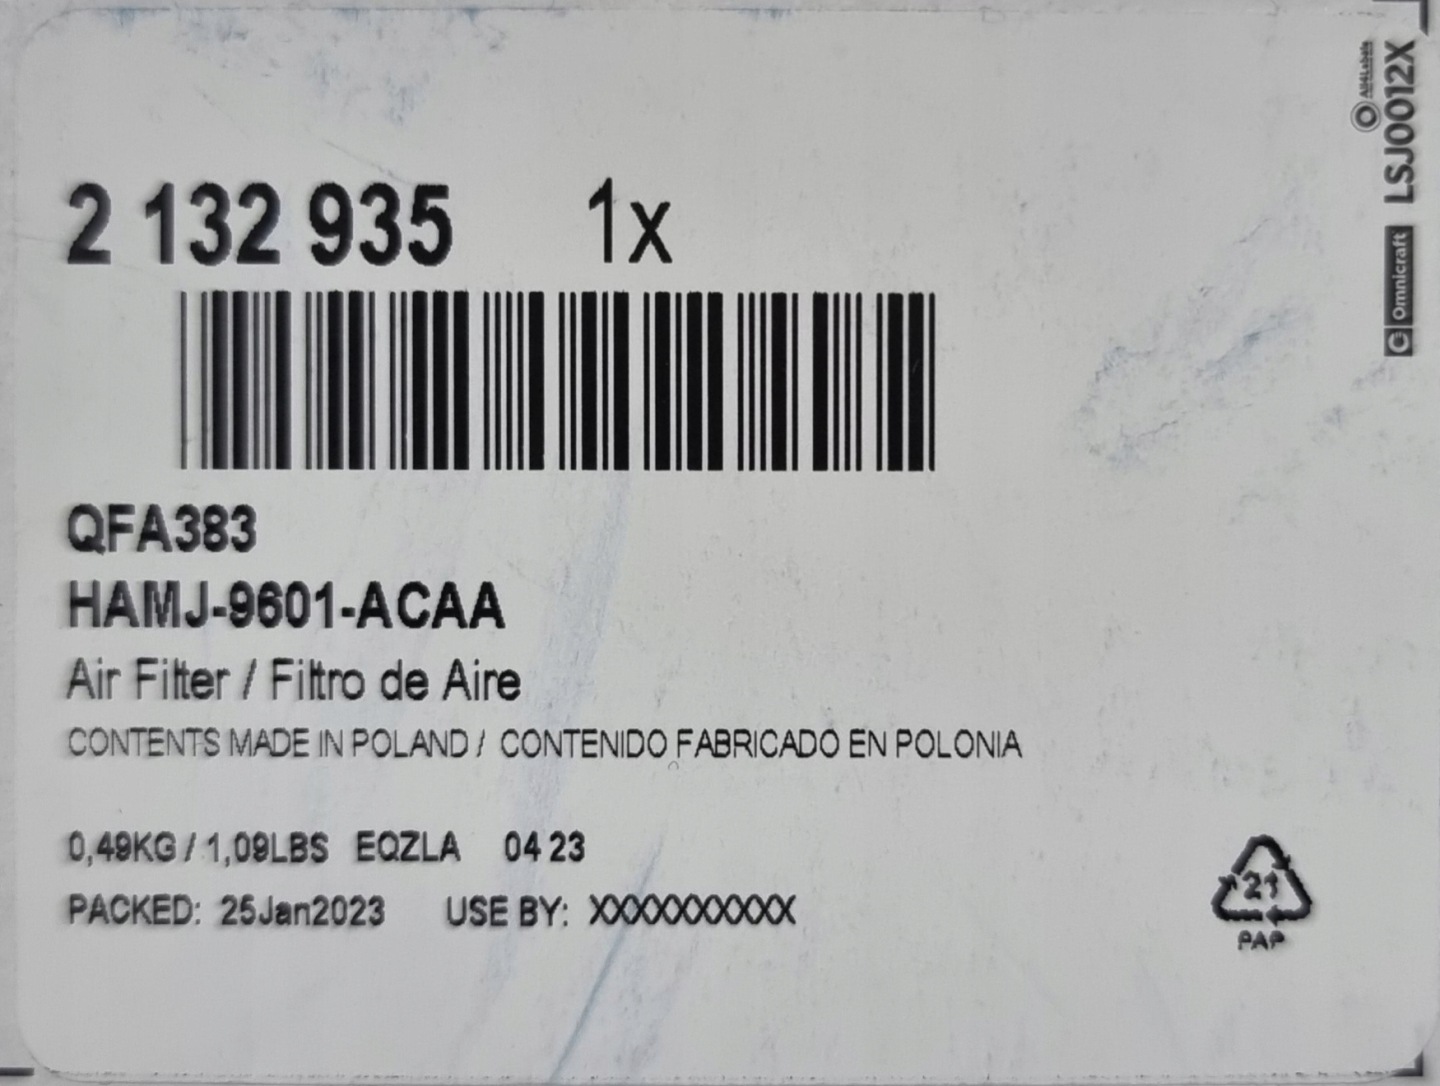 2 132 935 1x
QFA383
HAMJ-9601-ACAA
Air Filter / Filtro de Aire
CONTENTS MADE IN POLAND / CONTENIDO FABRICADO EN POLONIA
0,49KG / 1,09LBS EQZLA 04 23
PACKED: 25Jan2023 USE BY: XXXXXXXXXX
21
PAP
Omnicraft LSJ0012X